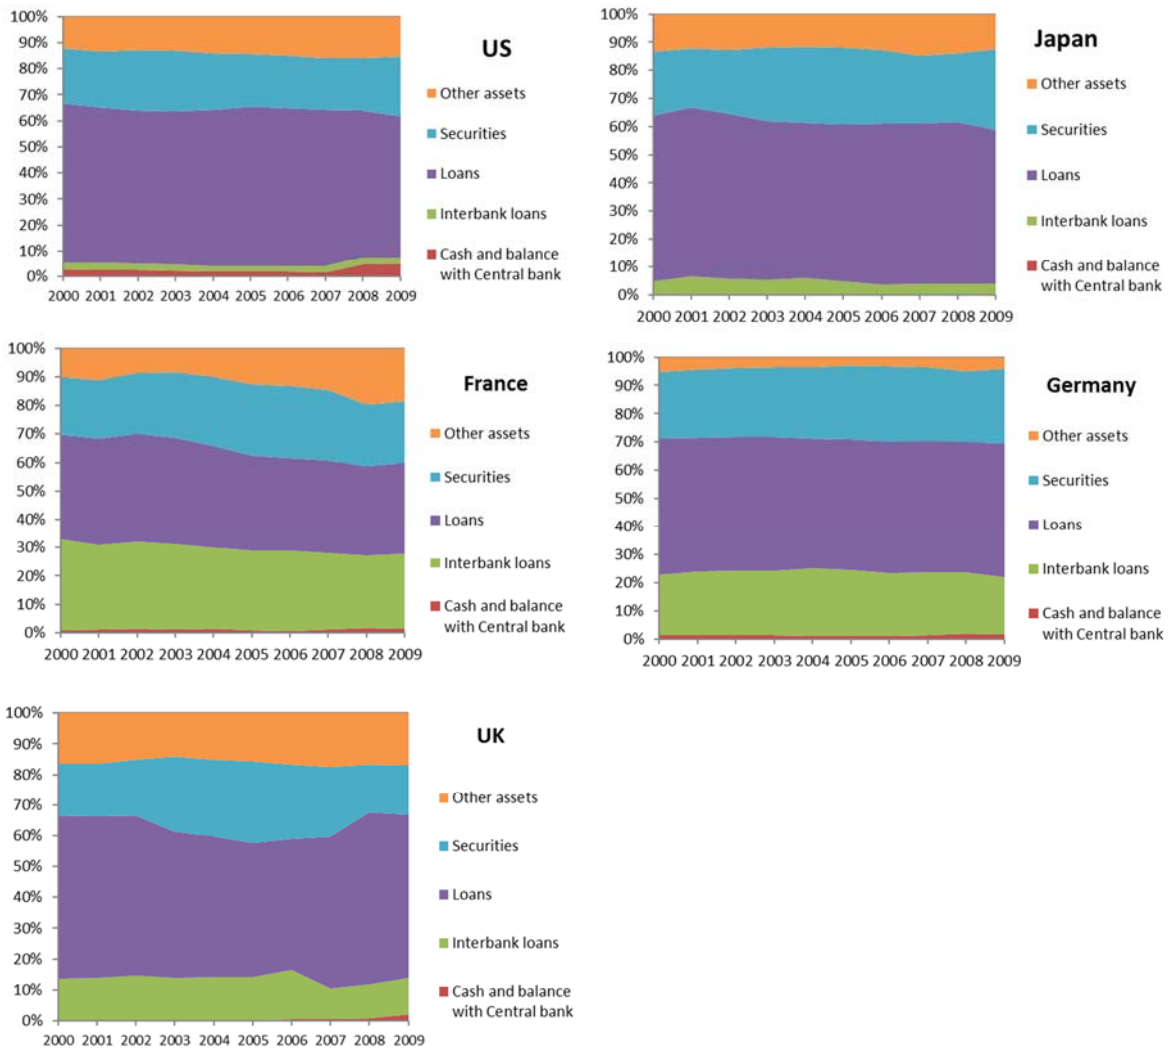 US
100%
90%
80%
70%
60%
50%
40%
30%
20%
10%
0%
2000 2001 2002 2003 2004 2005 2006 2007 2008 2009
Other assets
Securities
Loans
Interbank loans
Cash and balance
with Central bank
Japan
100%
90%
80%
70%
60%
50%
40%
30%
20%
10%
0%
2000 2001 2002 2003 2004 2005 2006 2007 2008 2009
Other assets
Securities
Loans
Interbank loans
Cash and balance
with Central bank
France
100%
90%
80%
70%
60%
50%
40%
30%
20%
10%
0%
2000 2001 2002 2003 2004 2005 2006 2007 2008 2009
Other assets
Securities
Loans
Interbank loans
Cash and balance
with Central bank
Germany
100%
90%
80%
70%
60%
50%
40%
30%
20%
10%
0%
2000 2001 2002 2003 2004 2005 2006 2007 2008 2009
Other assets
Securities
Loans
Interbank loans
Cash and balance
with Central bank
UK
100%
90%
80%
70%
60%
50%
40%
30%
20%
10%
0%
2000 2001 2002 2003 2004 2005 2006 2007 2008 2009
Other assets
Securities
Loans
Interbank loans
Cash and balance
with Central bank